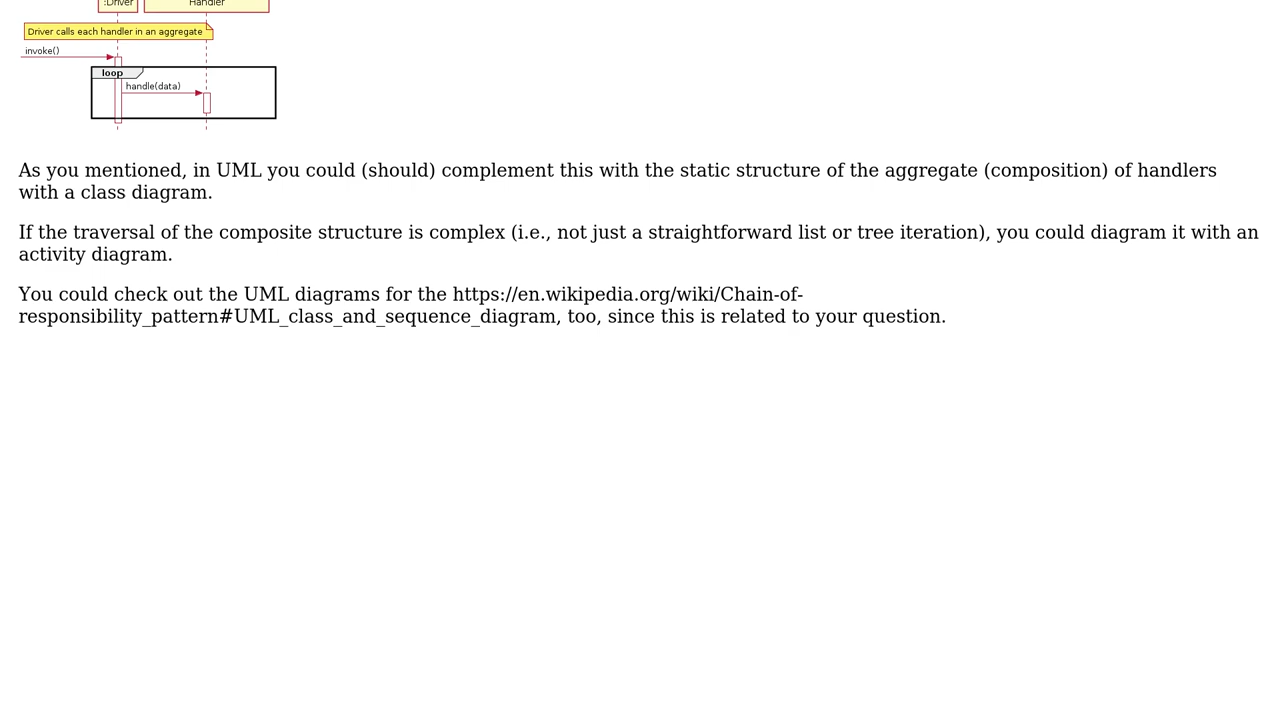 :Driver Handler
Driver calls each handler in an aggregate
invoke()
loop
handle(data)
As you mentioned, in UML you could (should) complement this with the static structure of the aggregate (composition) of handlers
with a class diagram.
If the traversal of the composite structure is complex (i.e., not just a straightforward list or tree iteration), you could diagram it with an
activity diagram.
You could check out the UML diagrams for the https://en.wikipedia.org/wiki/Chain-of-
responsibility_pattern#UML_class_and_sequence_diagram, too, since this is related to your question.